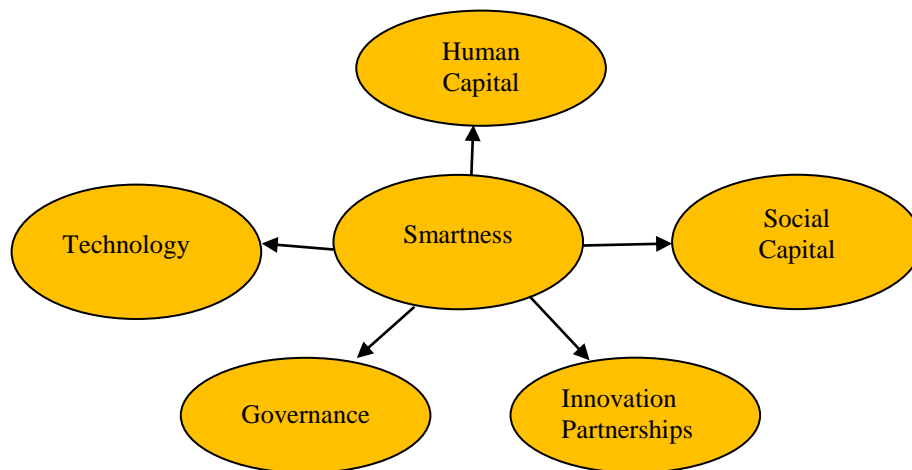 Human
Capital
Technology
Smartness
Social
Capital
Governance
Innovation
Partnerships